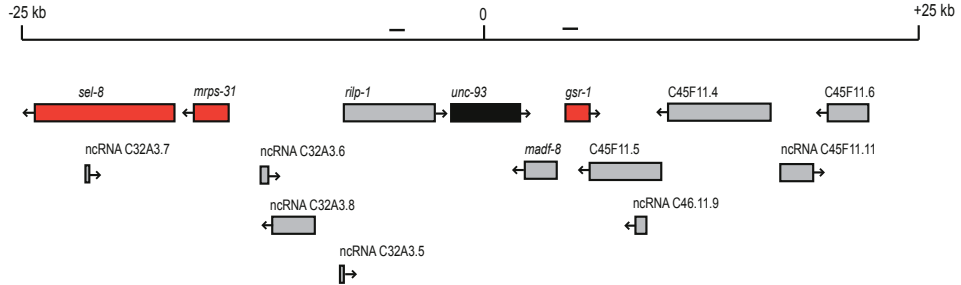 -25 kb 0 +25 kb
sel-8 mrps-31 rilp-1 unc-93 gsr-1 C45F11.4 C45F11.6
ncRNA C32A3.7 ncRNA C32A3.6 madf-8 C45F11.5 ncRNA C45F11.11
ncRNA C32A3.8 ncRNA C46.11.9
ncRNA C32A3.5